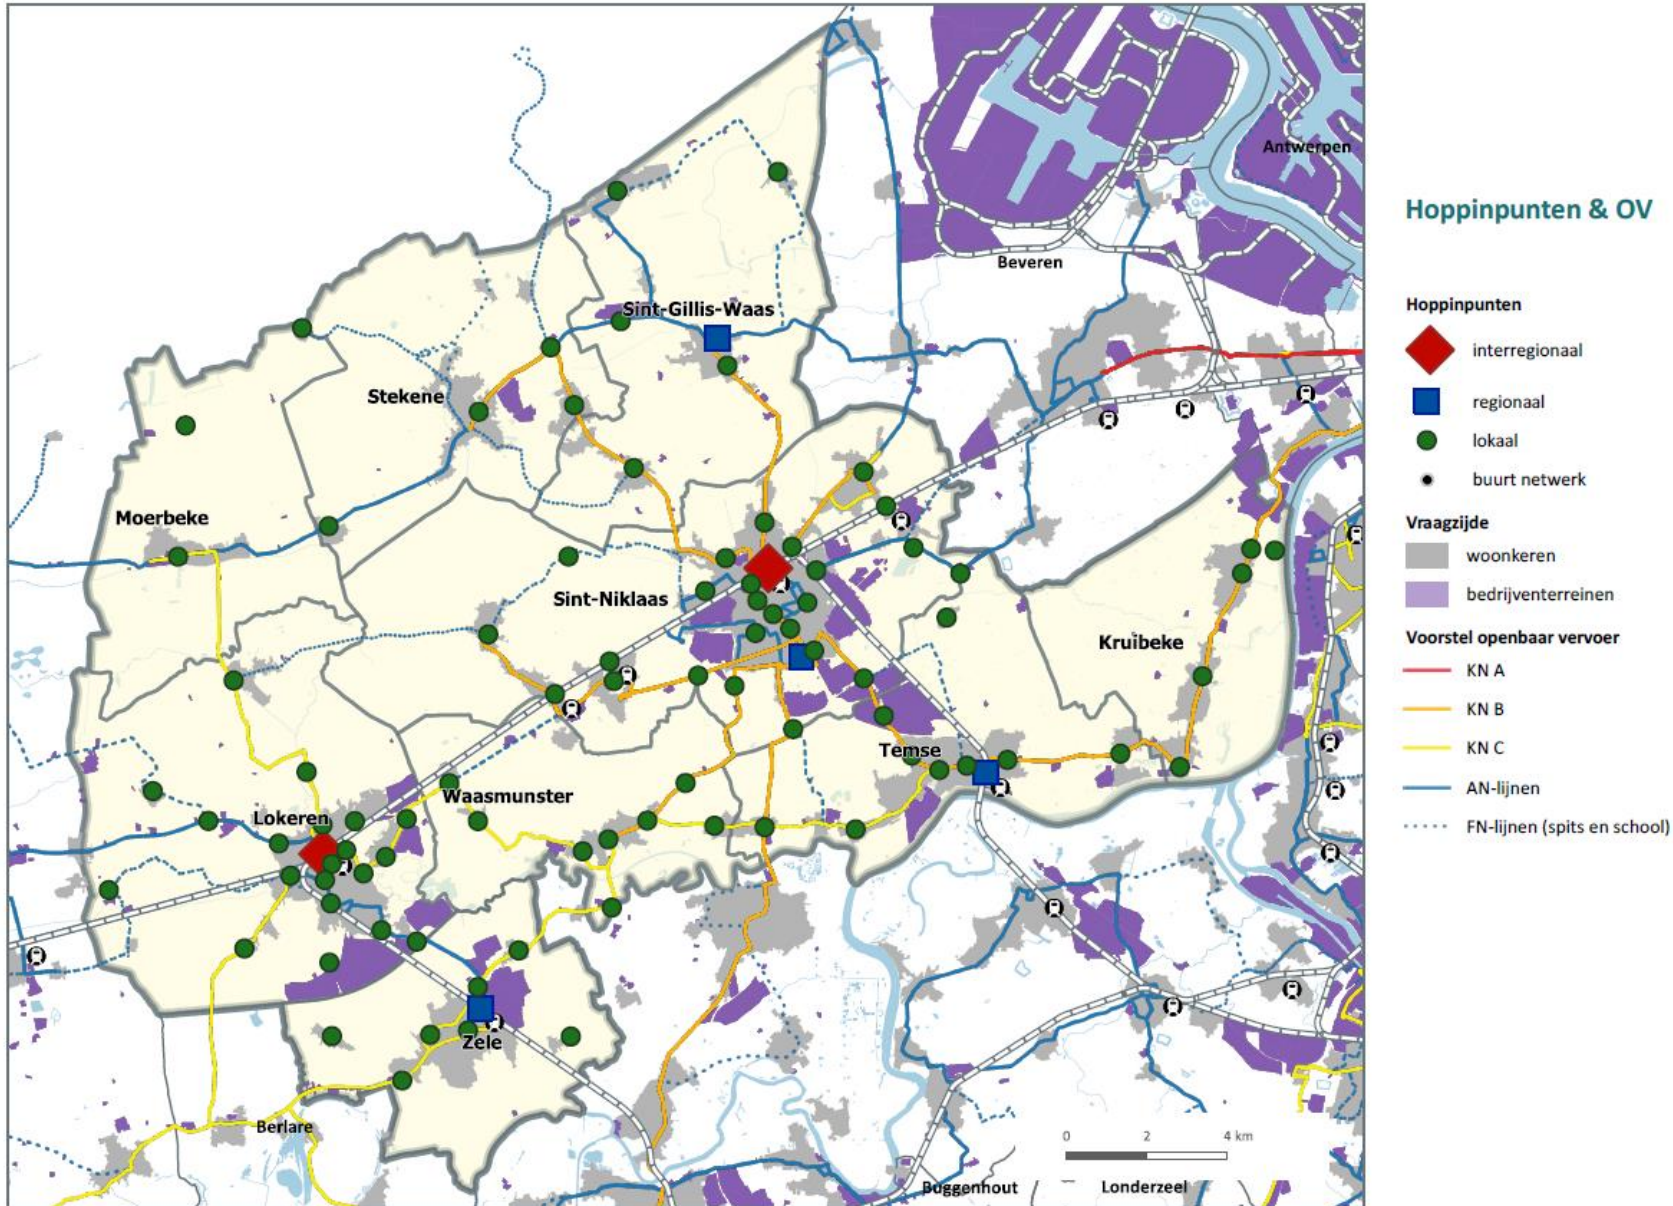 Antwerpen
Beveren
Sint-Gillis-Waas
Stekene
Moerbeke
Sint-Niklaas
Kruibeke
Temse
Waasmunster
Lokeren
Zele
Berlare
Buggenhout
Londerzeel
0 2 4 km
Hoppinpunten & OV
Hoppinpunten
interregionaal
regionaal
lokaal
buurt netwerk
Vraagzijde
woonkeren
bedrijventerreinen
Voorstel openbaar vervoer
KN A
KN B
KN C
AN-lijnen
FN-lijnen (spits en school)